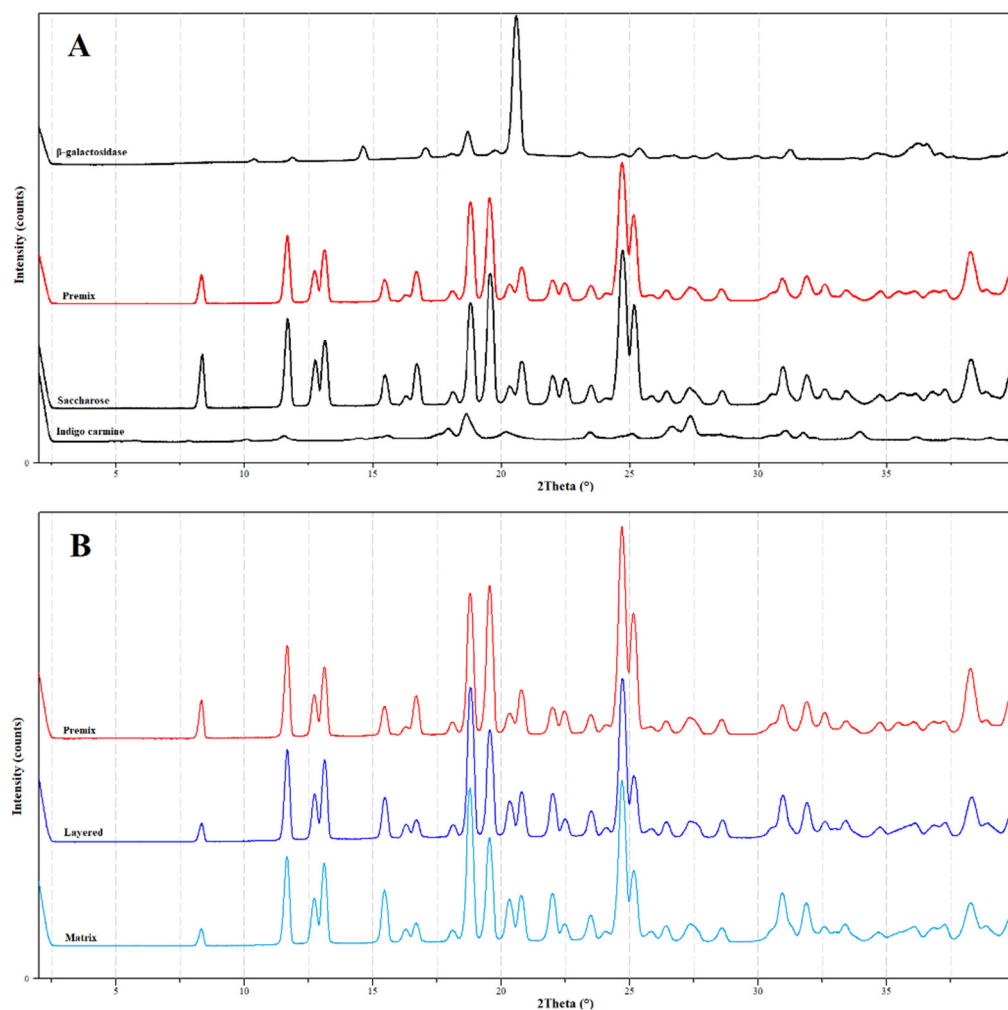 A
β-galactosidase
Premix
Saccharose
Indigo carmine
Intensity (counts)
0
5 10 15 20 25 30 35
2Theta (°)
B
Premix
Layered
Matrix
Intensity (counts)
0
5 10 15 20 25 30 35
2Theta (°)